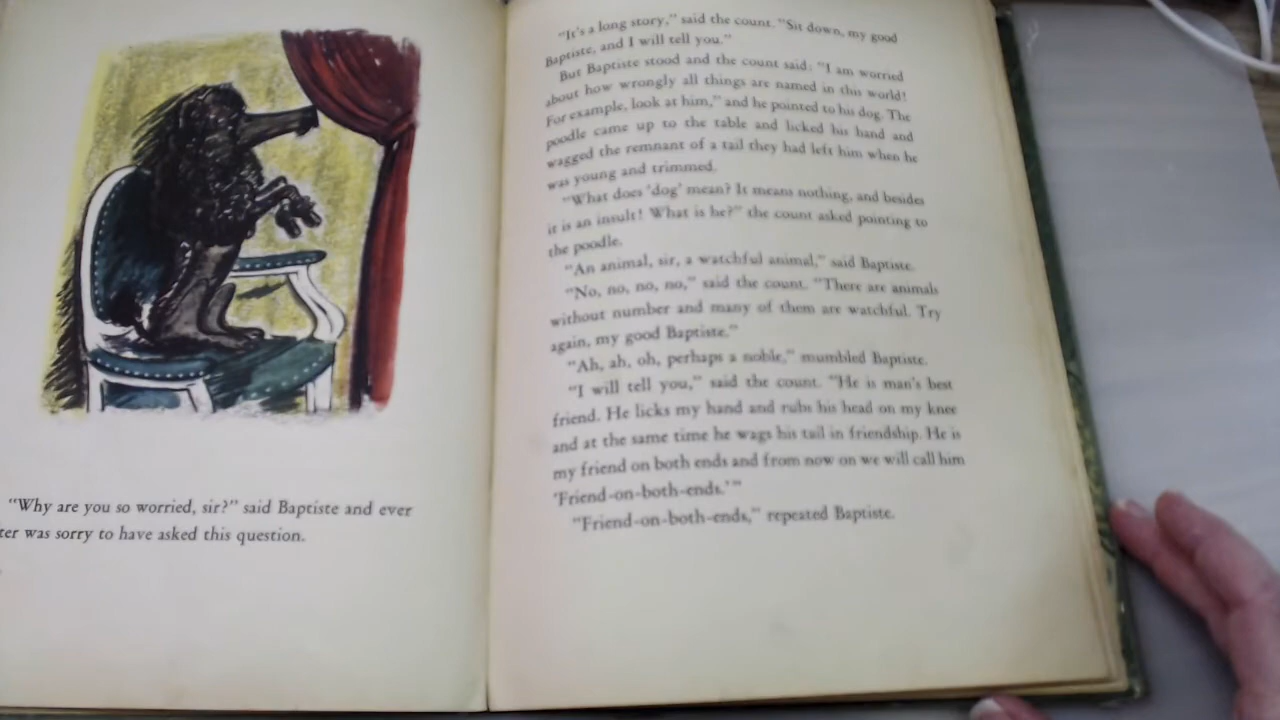 "Why are you so worried, sir?" said Baptiste and ever
ter was sorry to have asked this question.
"It's a long story," said the count. "Sit down, my good
Baptiste, and I will tell you."
But Baptiste stood and the count said: "I am worried
about how wrongly all things are named in this world!
For example, look at him," and he pointed to his dog. The
poodle came up to the table and licked his hand and
wagged the remnant of a tail they had left him when he
was young and trimmed.
"What does 'dog' mean? It means nothing, and besides
it is an insult! What is he?" the count asked pointing to
the poodle.
"An animal, sir, a watchful animal," said Baptiste.
"No, no, no, no," said the count. "There are animals
without number and many of them are watchful. Try
again, my good Baptiste."
"Ah, ah, oh, perhaps a noble," mumbled Baptiste.
"I will tell you," said the count. "He is man's best
friend. He licks my hand and rubs his head on my knee
and at the same time he wags his tail in friendship. He is
my friend on both ends and from now on we will call him
'Friend-on-both-ends.'"
"Friend-on-both-ends," repeated Baptiste.